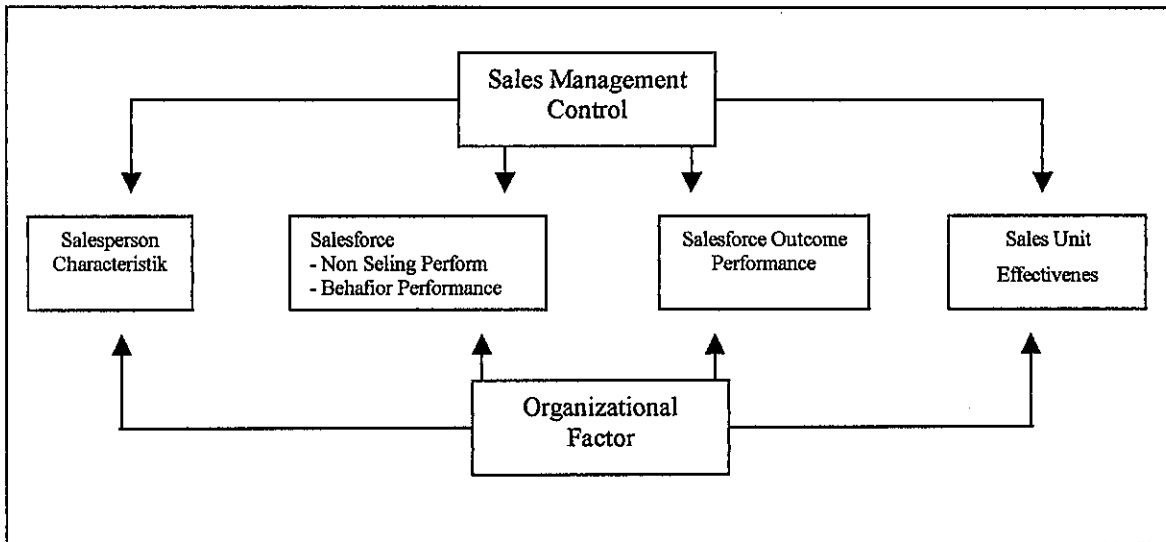 Sales Management
Control
Salesperson
Characteristik
Salesforce
- Non Seling Perform
- Behafior Performance
Salesforce Outcome
Performance
Sales Unit
Effectivenes
Organizational
Factor